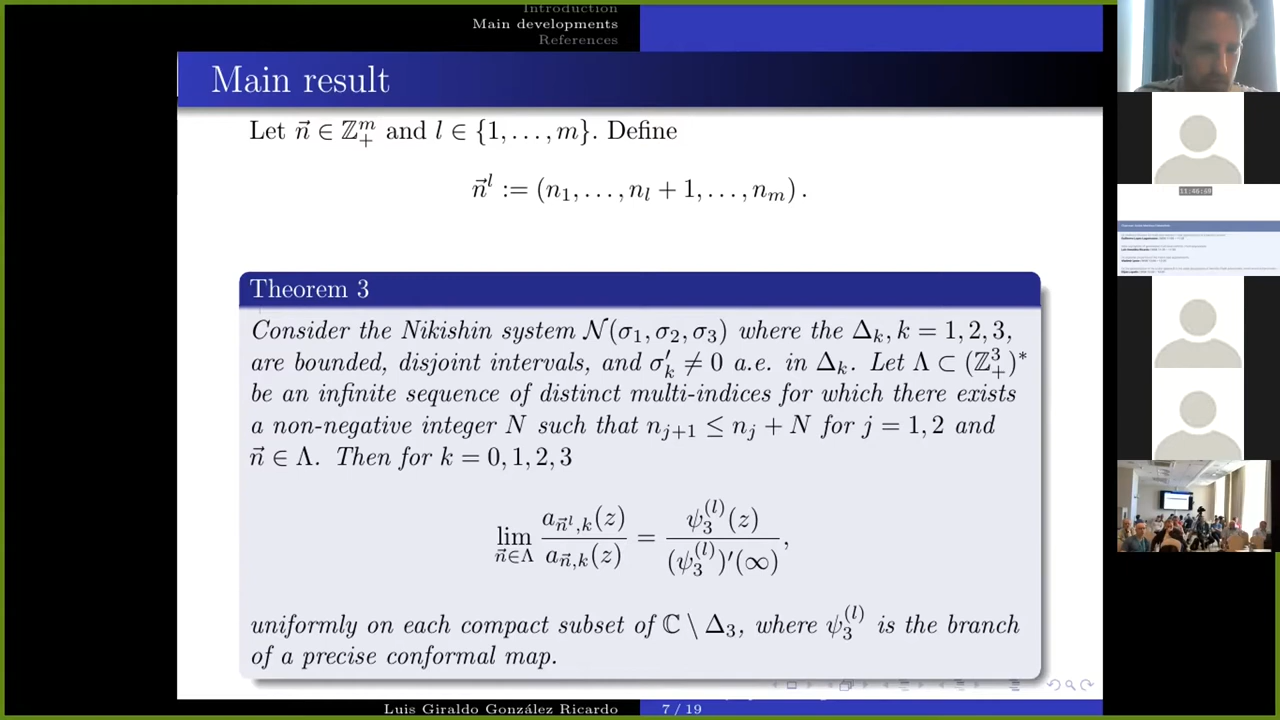 Introduction
Main developments
References
Main result
Let $\vec{n} \in \mathbb{Z}_+^m$ and $l \in \{1, \ldots, m\}$. Define
$\vec{n}^l := (n_1, \ldots, n_l + 1, \ldots, n_m)$.
Theorem 3
Consider the Nikishin system $\mathcal{N}(\sigma_1, \sigma_2, \sigma_3)$ where the $\Delta_k, k = 1, 2, 3,$
are bounded, disjoint intervals, and $\sigma_k' \neq 0$ a.e. in $\Delta_k$. Let $\Lambda \subset (\mathbb{Z}_+^3)^*$
be an infinite sequence of distinct multi-indices for which there exists
a non-negative integer $N$ such that $n_{j+1} \leq n_j + N$ for $j = 1, 2$ and
$\vec{n} \in \Lambda$. Then for $k = 0, 1, 2, 3$
$\lim_{\vec{n} \in \Lambda} \frac{a_{\vec{n}^l,k}(z)}{a_{\vec{n},k}(z)} = \frac{\psi_3^{(l)}(z)}{(\psi_3^{(l)})'(\infty)},$
uniformly on each compact subset of $\mathbb{C} \setminus \Delta_3$, where $\psi_3^{(l)}$ is the branch
of a precise conformal map.
Luis Giraldo González Ricardo
7 / 19
11:46:49